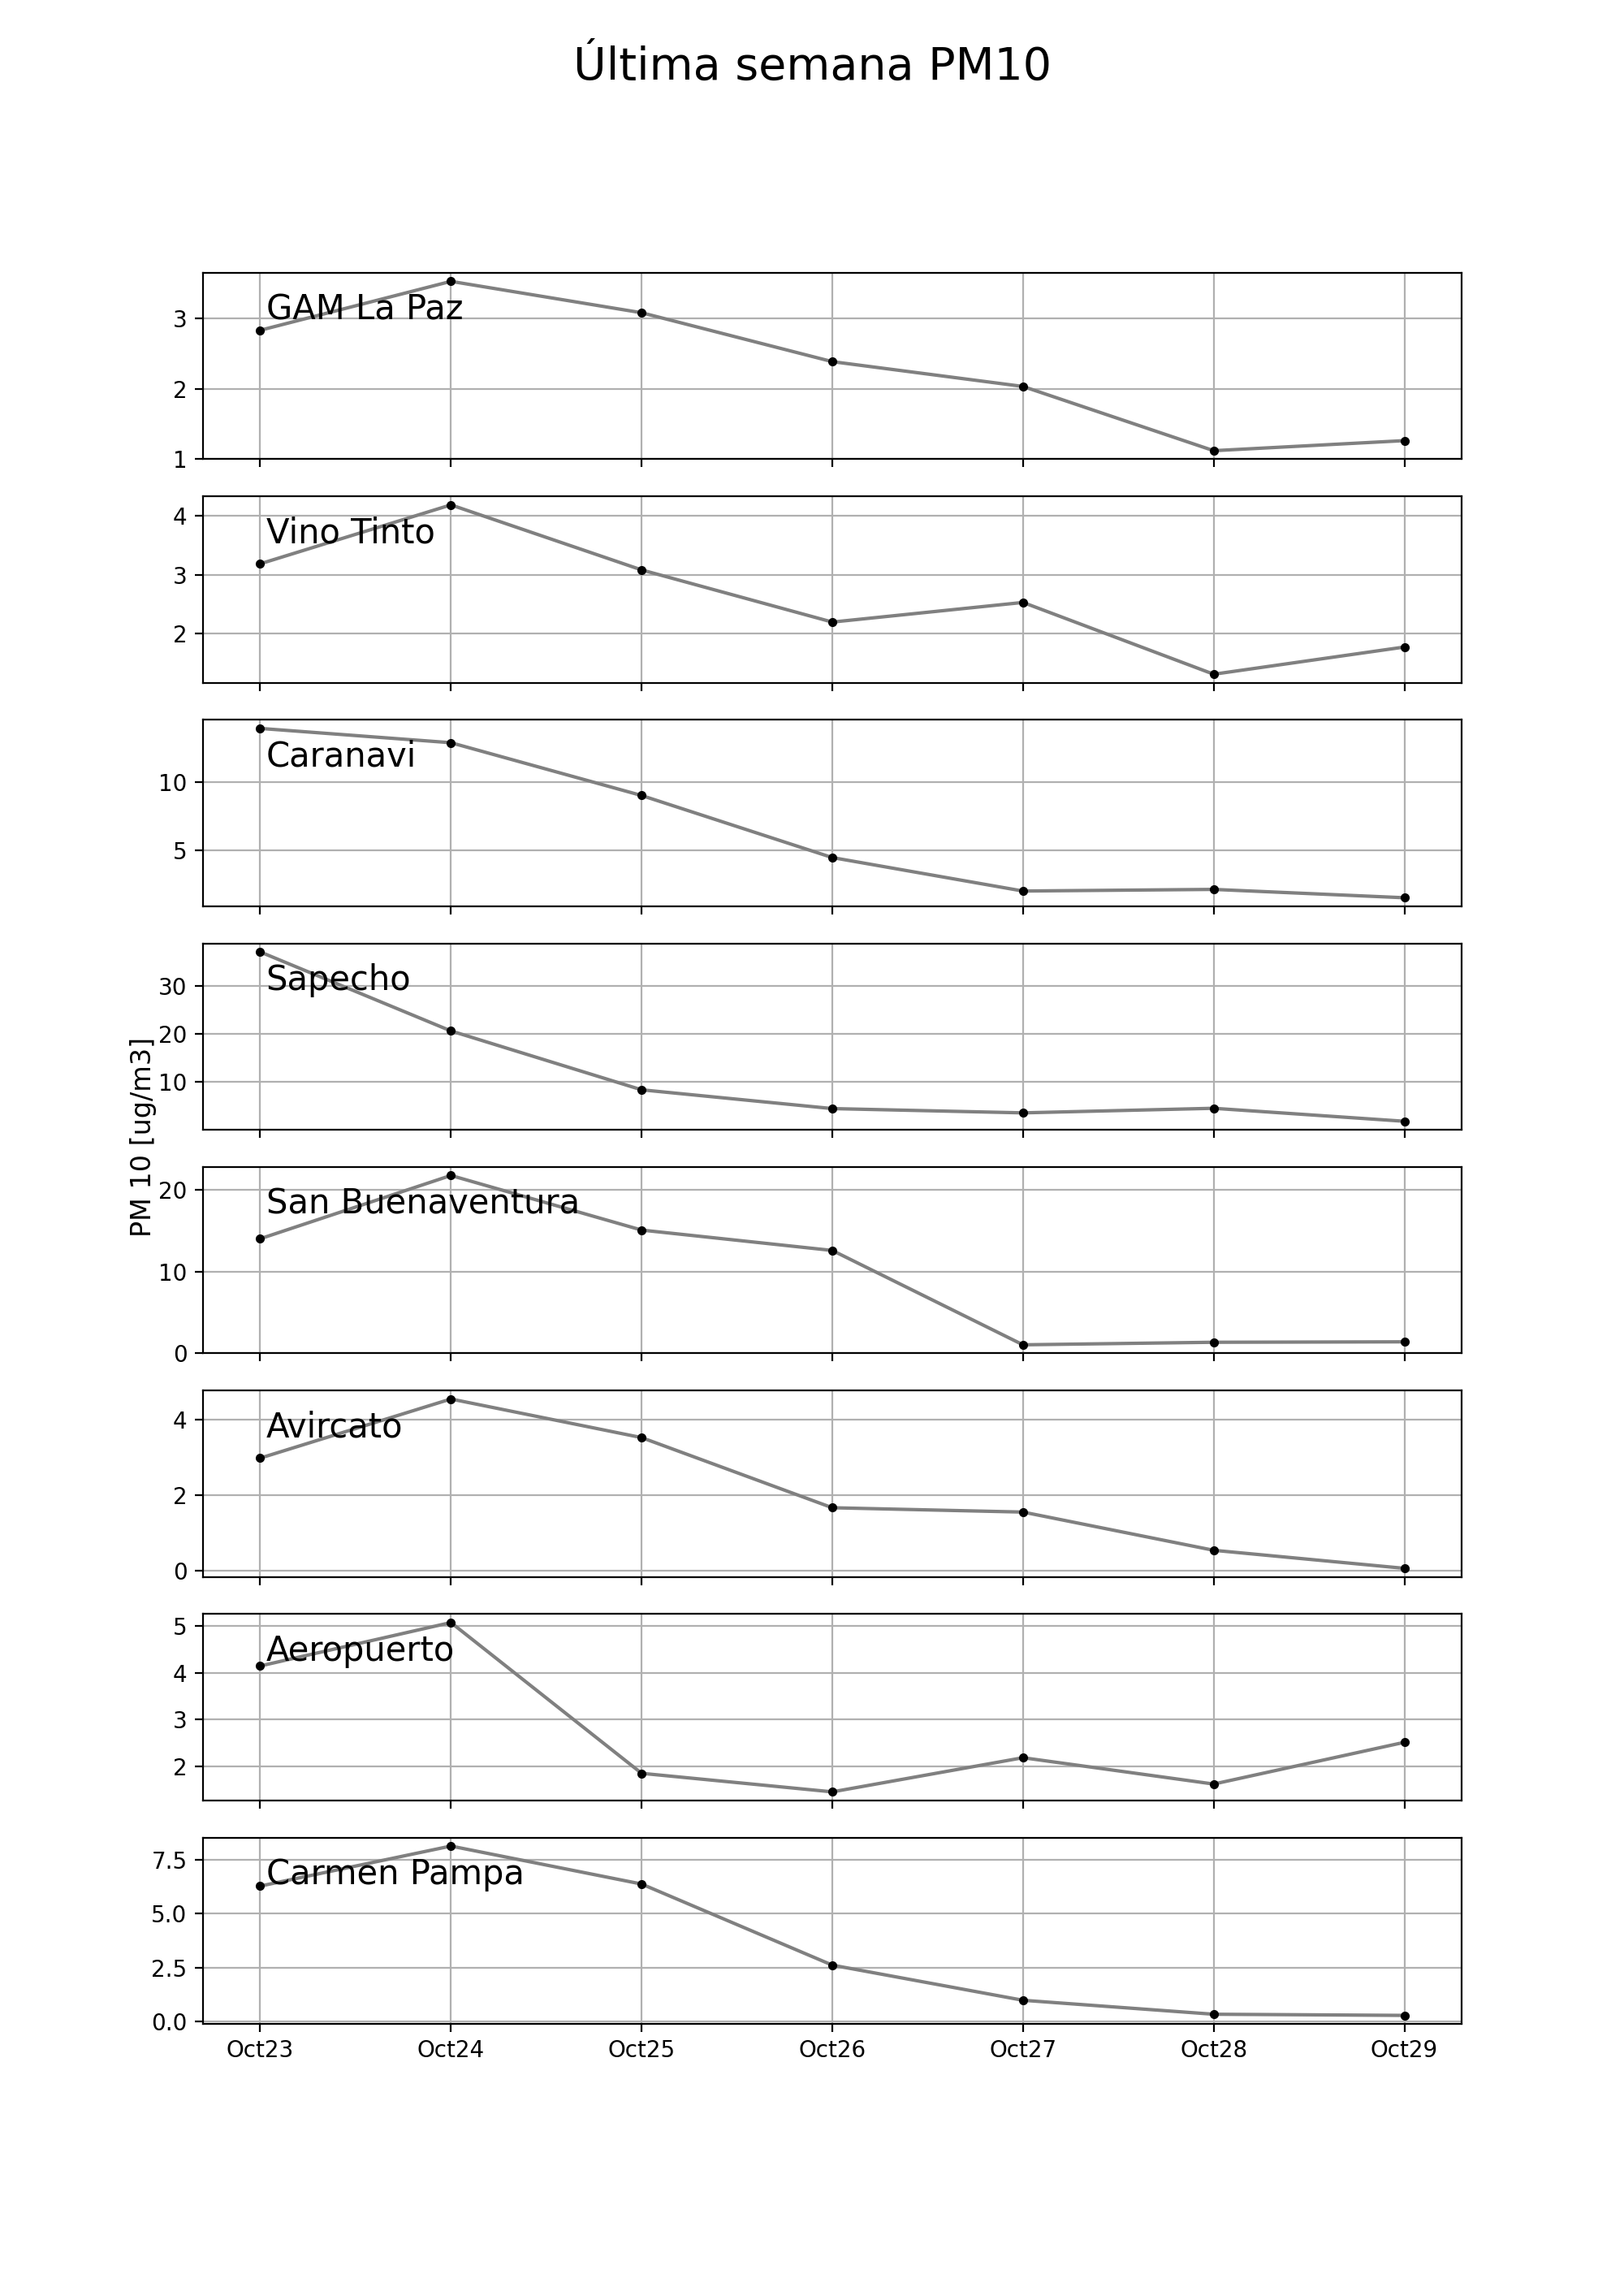 Última semana PM10
GAM La Paz
3
2
1
Vino Tinto
4
3
2
Caranavi
10
5
Sapecho
30
20
10
PM 10 [ug/m3]
San Buenaventura
20
10
0
Avircato
4
2
0
Aeropuerto
5
4
3
2
Carmen Pampa
7.5
5.0
2.5
0.0
Oct23 Oct24 Oct25 Oct26 Oct27 Oct28 Oct29